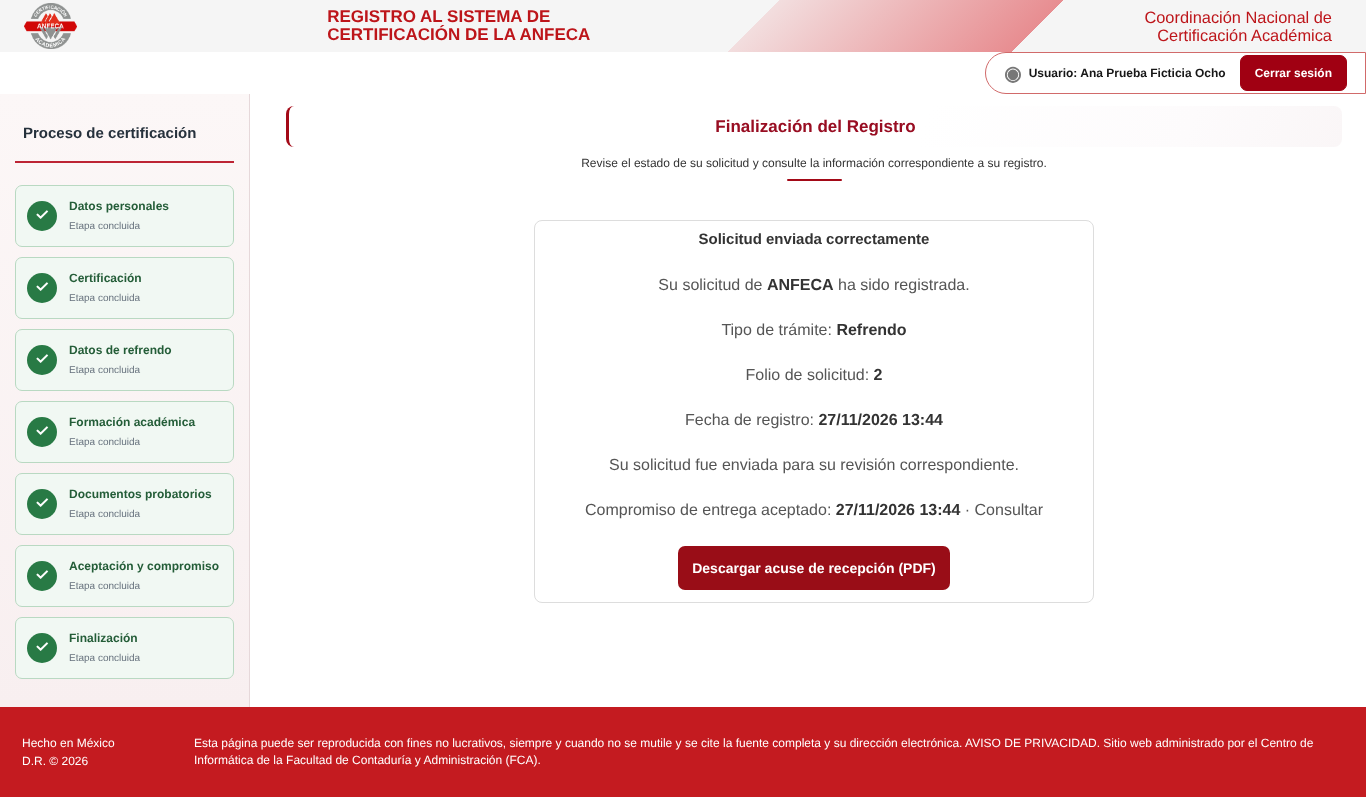 CERTIFICACIÓN
ANFECA
ACADÉMICA
REGISTRO AL SISTEMA DE
CERTIFICACIÓN DE LA ANFECA
Coordinación Nacional de
Certificación Académica
Usuario: Ana Prueba Ficticia Ocho
Cerrar sesión
Proceso de certificación
Datos personales
Etapa concluida
Certificación
Etapa concluida
Datos de refrendo
Etapa concluida
Formación académica
Etapa concluida
Documentos probatorios
Etapa concluida
Aceptación y compromiso
Etapa concluida
Finalización
Etapa concluida
Finalización del Registro
Revise el estado de su solicitud y consulte la información correspondiente a su registro.
Solicitud enviada correctamente
Su solicitud de ANFECA ha sido registrada.
Tipo de trámite: Refrendo
Folio de solicitud: 2
Fecha de registro: 27/11/2026 13:44
Su solicitud fue enviada para su revisión correspondiente.
Compromiso de entrega aceptado: 27/11/2026 13:44 · Consultar
Descargar acuse de recepción (PDF)
Hecho en México
D.R. © 2026
Esta página puede ser reproducida con fines no lucrativos, siempre y cuando no se mutile y se cite la fuente completa y su dirección electrónica. AVISO DE PRIVACIDAD. Sitio web administrado por el Centro de
Informática de la Facultad de Contaduría y Administración (FCA).